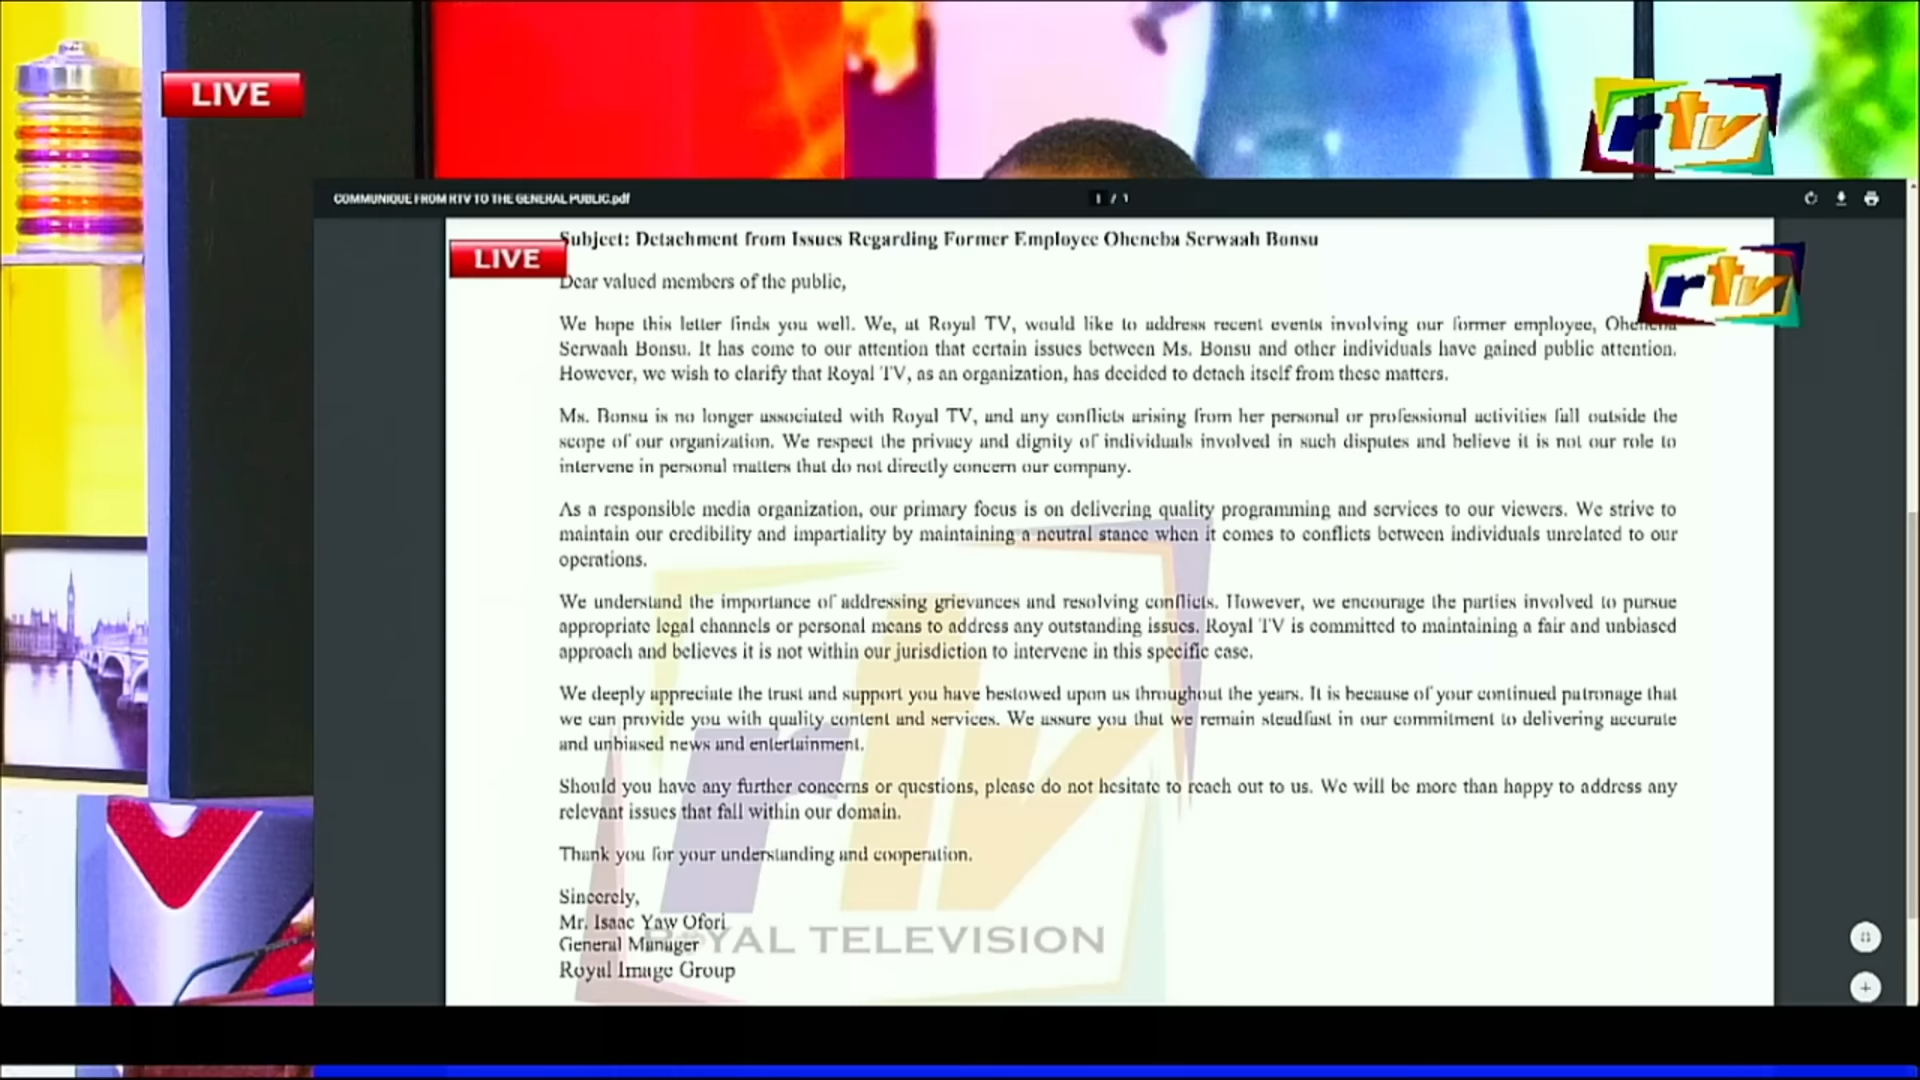 LIVE
rtv
COMMUNIQUE FROM RTV TO THE GENERAL PUBLIC.pdf
1 / 1
Subject: Detachment from Issues Regarding Former Employee Oheneba Serwaah Bonsu
LIVE
rtv
Dear valued members of the public,
We hope this letter finds you well. We, at Royal TV, would like to address recent events involving our former employee, Oheneba
Serwaah Bonsu. It has come to our attention that certain issues between Ms. Bonsu and other individuals have gained public attention.
However, we wish to clarify that Royal TV, as an organization, has decided to detach itself from these matters.
Ms. Bonsu is no longer associated with Royal TV, and any conflicts arising from her personal or professional activities fall outside the
scope of our organization. We respect the privacy and dignity of individuals involved in such disputes and believe it is not our role to
intervene in personal matters that do not directly concern our company.
As a responsible media organization, our primary focus is on delivering quality programming and services to our viewers. We strive to
maintain our credibility and impartiality by maintaining a neutral stance when it comes to conflicts between individuals unrelated to our
operations.
We understand the importance of addressing grievances and resolving conflicts. However, we encourage the parties involved to pursue
appropriate legal channels or personal means to address any outstanding issues. Royal TV is committed to maintaining a fair and unbiased
approach and believes it is not within our jurisdiction to intervene in this specific case.
We deeply appreciate the trust and support you have bestowed upon us throughout the years. It is because of your continued patronage that
we can provide you with quality content and services. We assure you that we remain steadfast in our commitment to delivering accurate
and unbiased news and entertainment.
Should you have any further concerns or questions, please do not hesitate to reach out to us. We will be more than happy to address any
relevant issues that fall within our domain.
Thank you for your understanding and cooperation.
Sincerely,
Mr. Isaac Yaw Ofori
General Manager
Royal Image Group
rtv
ROYAL TELEVISION